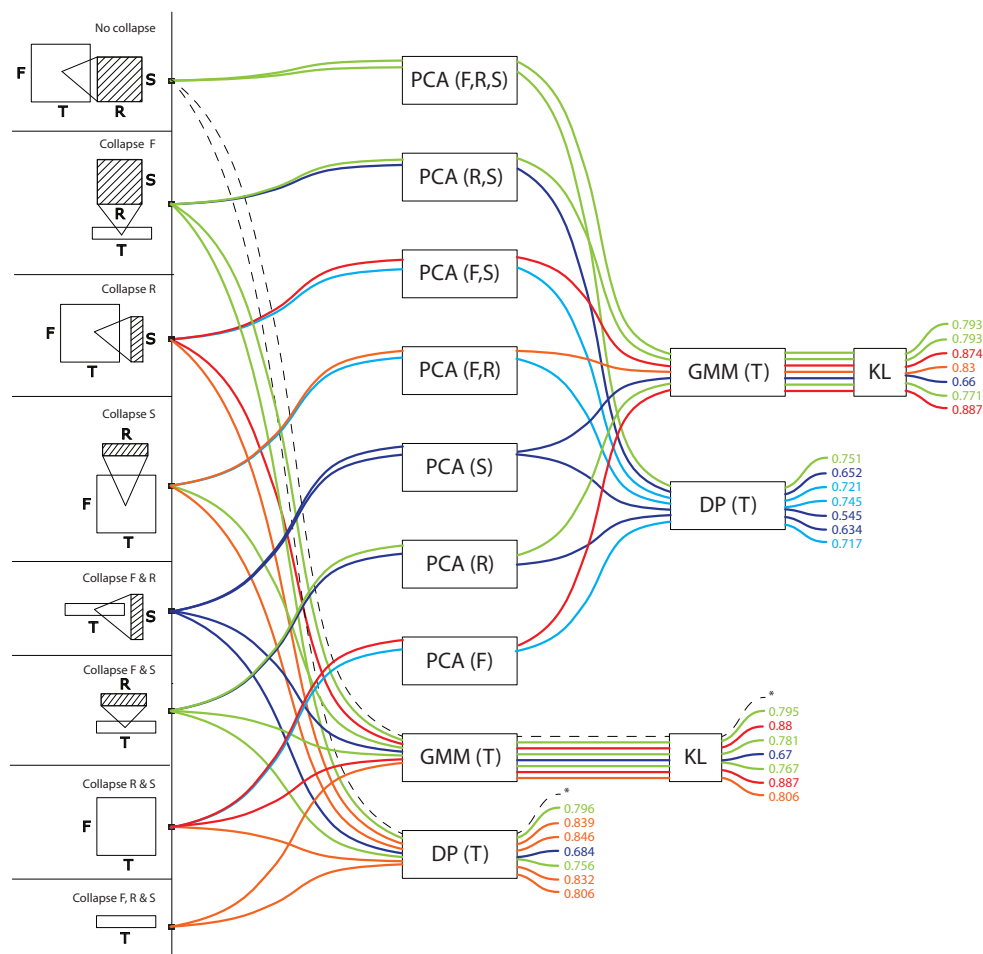 No collapse
F
S
T
R
Collapse F
S
R
T
Collapse R
F
S
T
Collapse S
R
F
T
Collapse F & R
S
T
Collapse F & S
R
T
Collapse R & S
F
T
Collapse F, R & S
T
PCA (F,R,S)
PCA (R,S)
PCA (F,S)
PCA (F,R)
PCA (S)
PCA (R)
PCA (F)
GMM (T)
DP (T)
GMM (T)
KL
0.793
0.793
0.874
0.83
0.66
0.771
0.887
DP (T)
0.751
0.652
0.721
0.745
0.545
0.634
0.717
KL
*
0.795
0.88
0.781
0.67
0.767
0.887
0.806
*
0.796
0.839
0.846
0.684
0.756
0.832
0.806